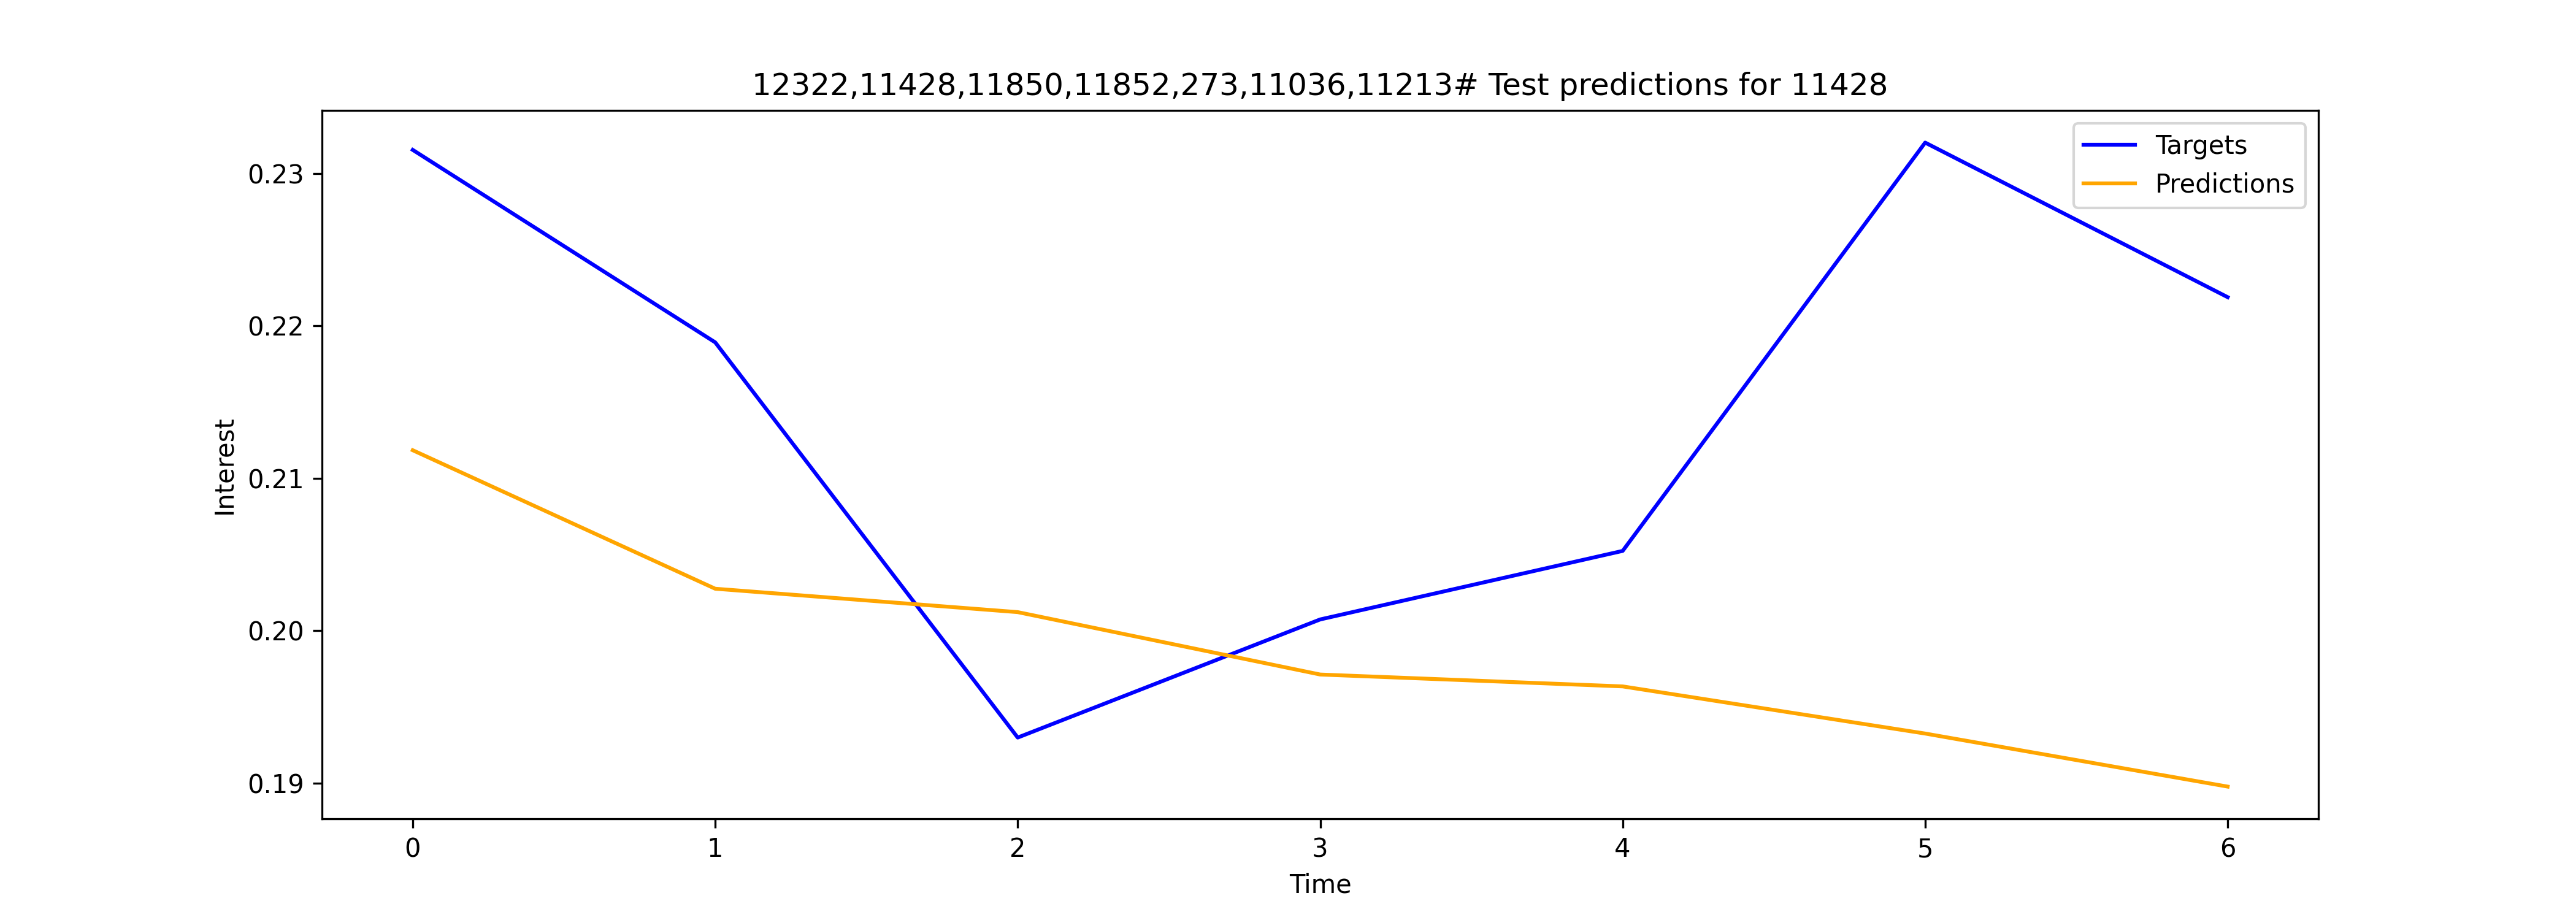 12322,11428,11850,11852,273,11036,11213# Test predictions for 11428
Targets
Predictions
Interest
0.23
0.22
0.21
0.20
0.19
0 1 2 3 4 5 6
Time